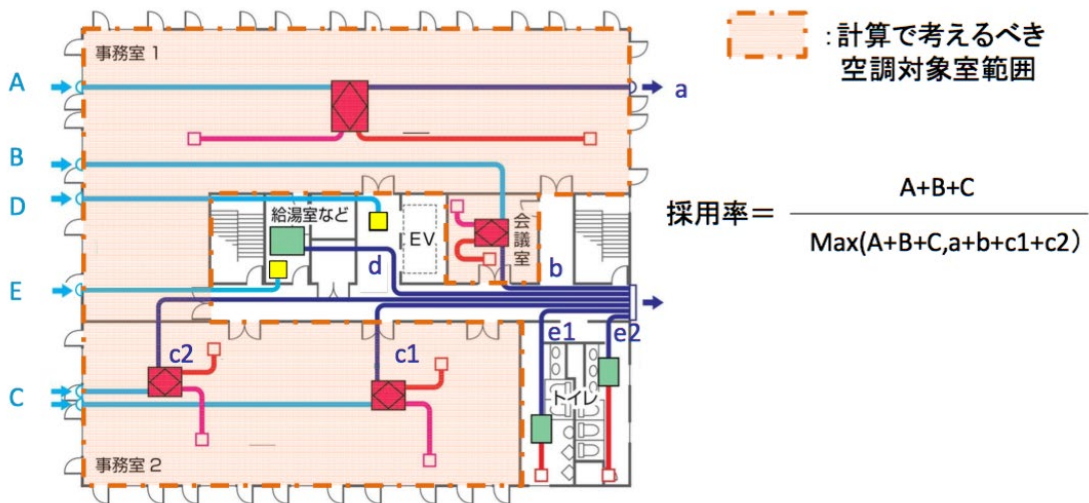 事務室1
:計算で考えるべき
空調対象室範囲
A
a
B
D
給湯室など
EV
会議室
採用率=
A+B+C
Max(A+B+C,a+b+c1+c2)
d
b
E
c2
c1
e1
e2
C
トイレ
事務室2